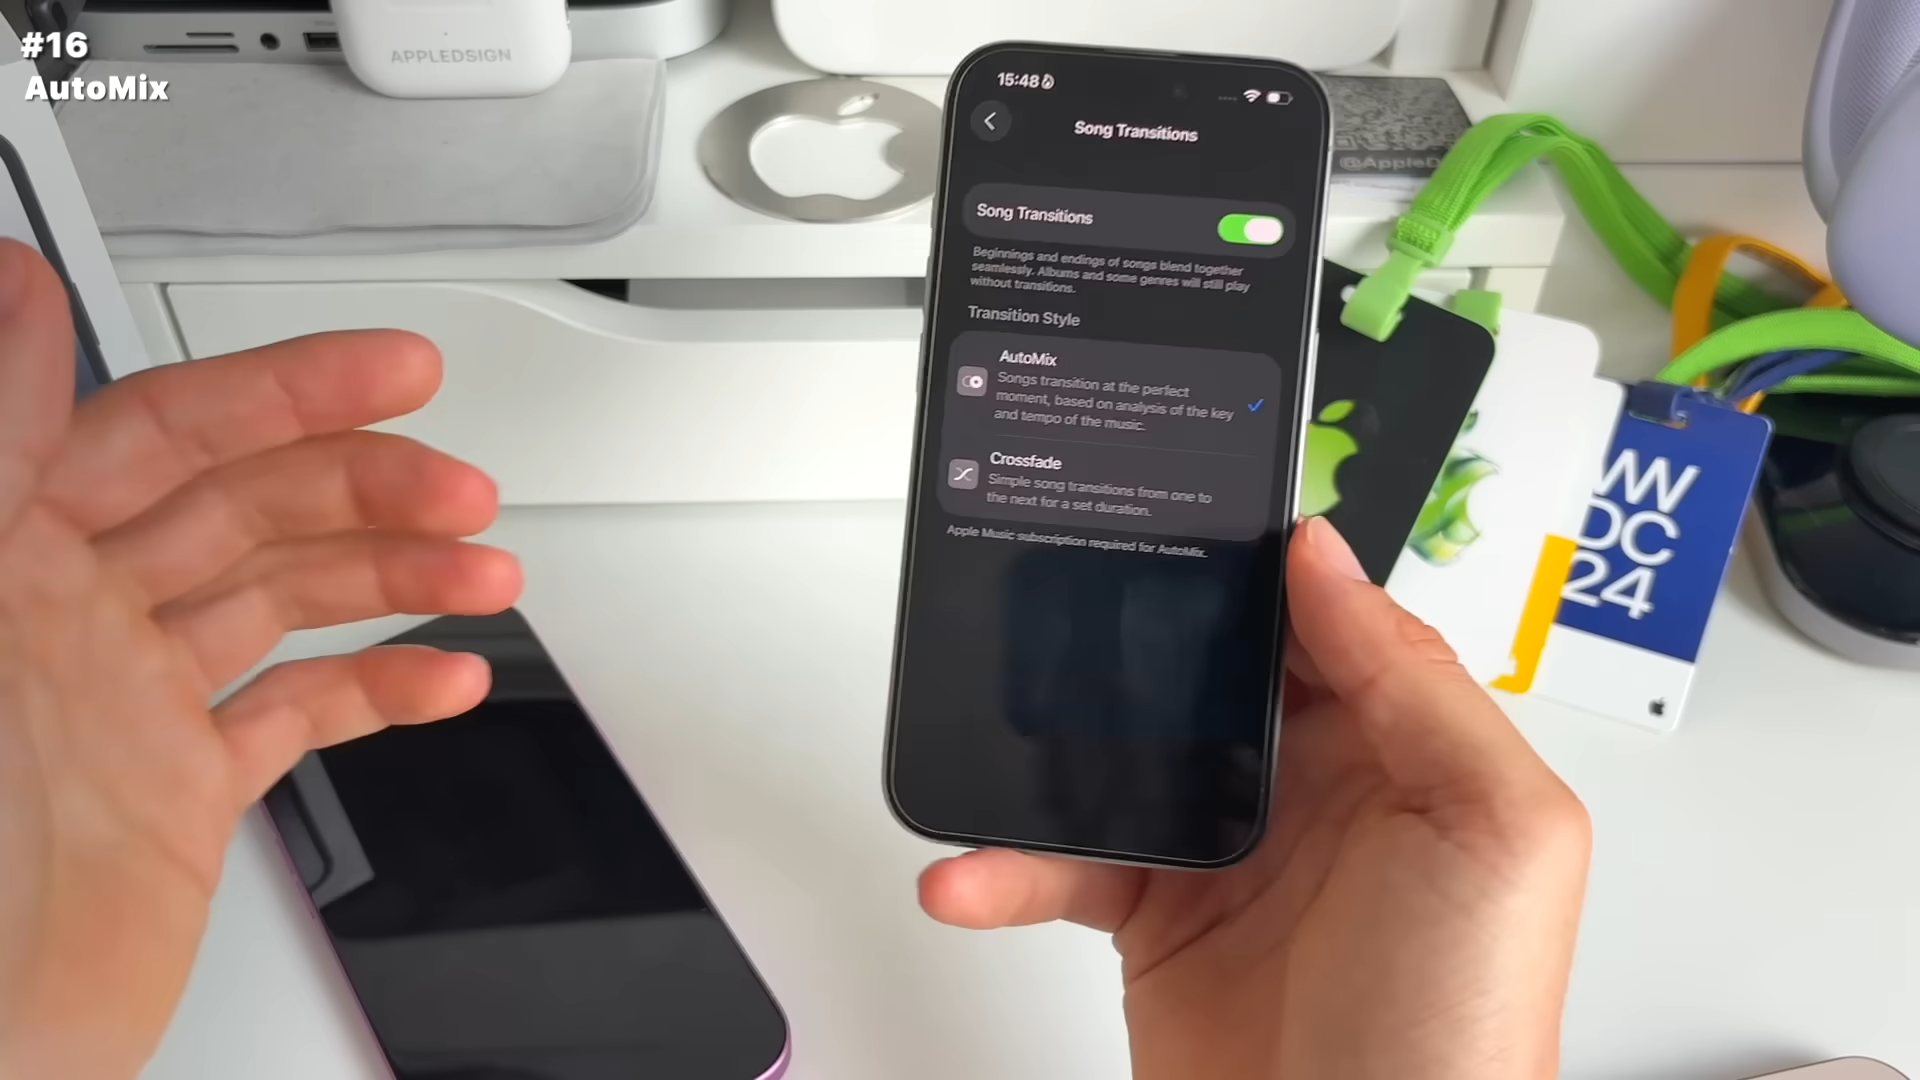 #16
AutoMix
APPLEDSIGN
15:48
Song Transitions
Song Transitions
Beginnings and endings of songs blend together
seamlessly. Albums and some genres will still play
without transitions.
Transition Style
AutoMix
Songs transition at the perfect
moment, based on analysis of the key
and tempo of the music.
Crossfade
Simple song transitions from one to
the next for a set duration.
Apple Music subscription required for AutoMix.
@AppleD
WW
DC
24